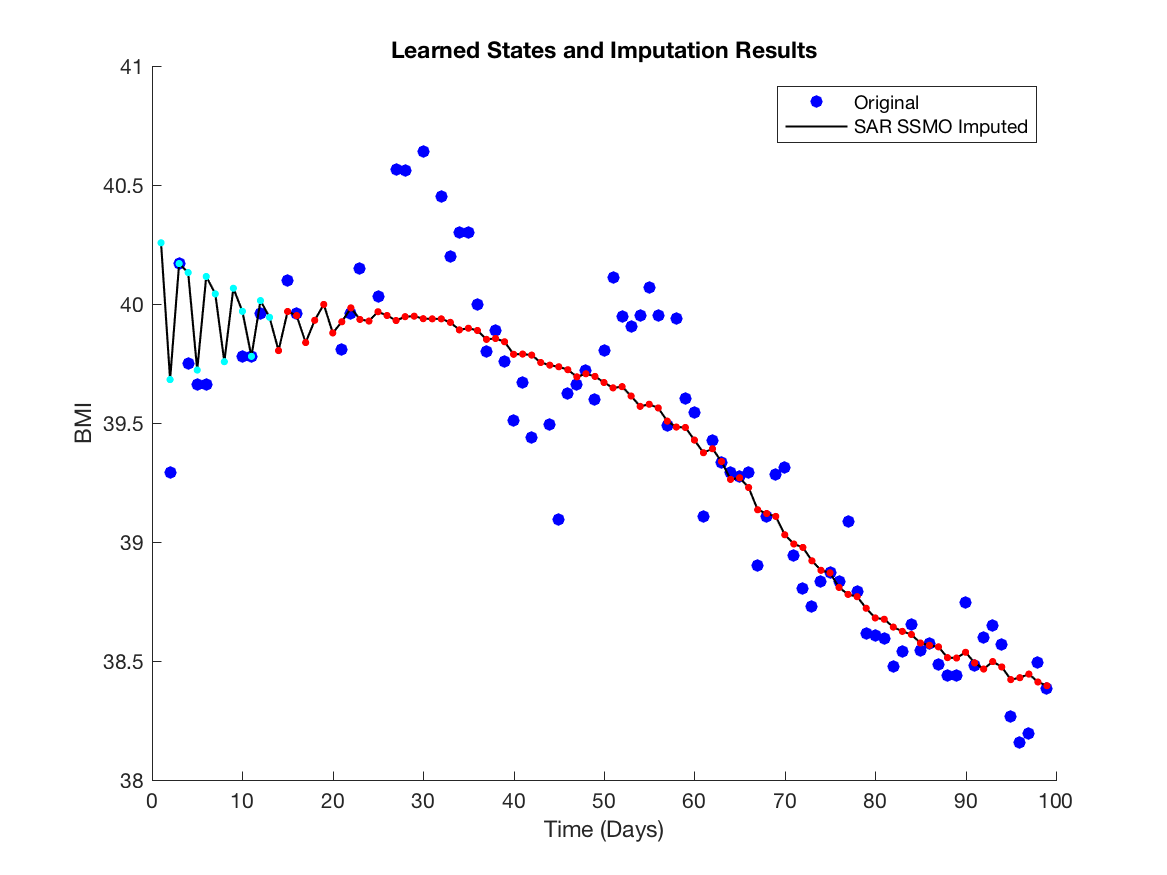 Learned States and Imputation Results
Original
SAR SSMO Imputed
41
40.5
40
39.5
39
38.5
38
BMI
0 10 20 30 40 50 60 70 80 90 100
Time (Days)